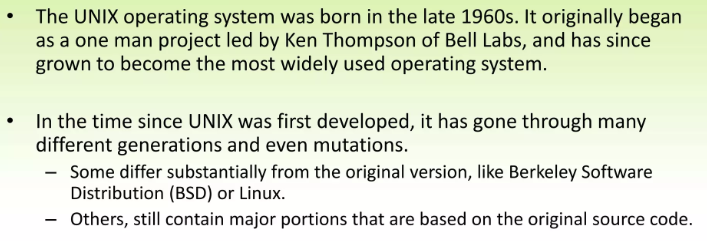 • The UNIX operating system was born in the late 1960s. It originally began
as a one man project led by Ken Thompson of Bell Labs, and has since
grown to become the most widely used operating system.
• In the time since UNIX was first developed, it has gone through many
different generations and even mutations.
– Some differ substantially from the original version, like Berkeley Software
Distribution (BSD) or Linux.
– Others, still contain major portions that are based on the original source code.